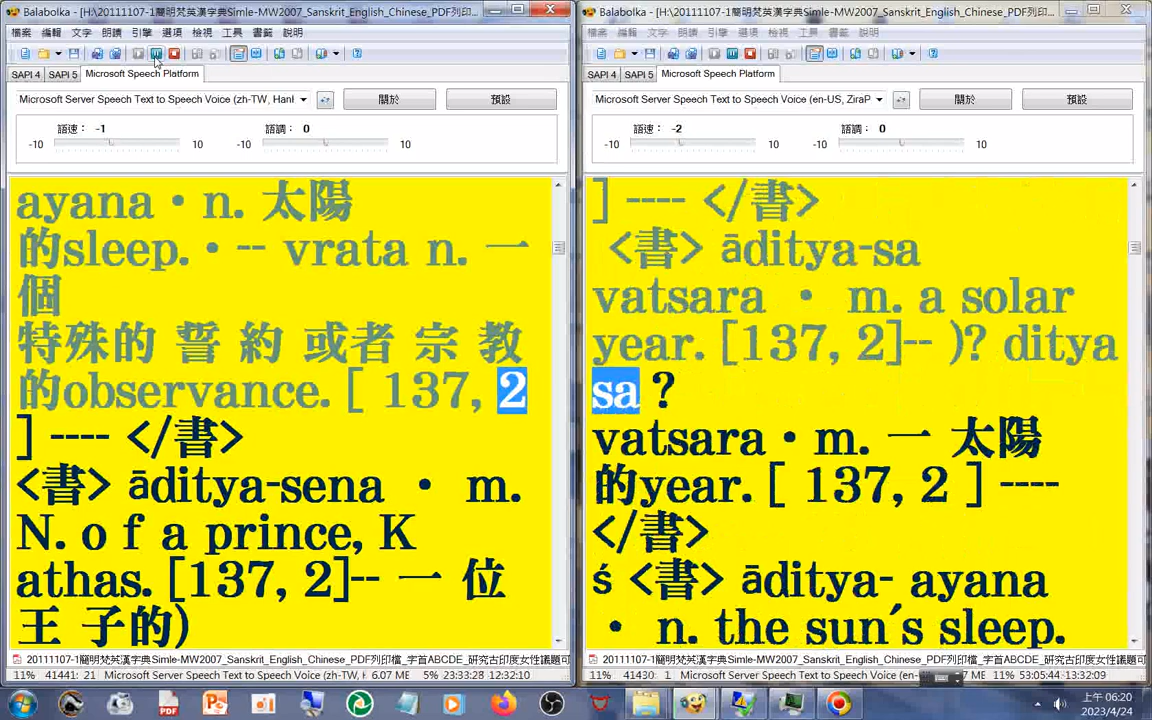 Balabolka - [H:\20111107-1簡明梵英漢字典Simle-MW2007_Sanskrit_English_Chinese_PDF列印...
檔案 編輯 文字 朗讀 引擎 選項 檢視 工具 書籤 說明
SAPI 4 SAPI 5 Microsoft Speech Platform
Microsoft Server Speech Text to Speech Voice (zh-TW, Hanl
關於 預設
語速： -1 語調： 0
-10 10 -10 10
ayana • n. 太陽
的sleep. • -- vrata n. 一
個
特殊的 誓 約 或者 宗 教
的observance. [ 137, 2
] ---- </書>
<書> āditya-sena • m.
N. o f a prince, K
athas. [137, 2]-- 一 位
王 子的)
20111107-1簡明梵英漢字典Simle-MW2007_Sanskrit_English_Chinese_PDF列印檔_字首ABCDE_研究古印度女性議題可
11% 41441: 21 Microsoft Server Speech Text to Speech Voice (zh-TW, H 6.07 ME 5% 23:33:28 12:32:10
Balabolka - [H:\20111107-1簡明梵英漢字典Simle-MW2007_Sanskrit_English_Chinese_PDF列印...
檔案 編輯 文字 朗讀 引擎 選項 檢視 工具 書籤 說明
SAPI 4 SAPI 5 Microsoft Speech Platform
Microsoft Server Speech Text to Speech Voice (en-US, ZiraP
關於 預設
語速： -2 語調： 0
-10 10 -10 10
] ---- </書>
<書> āditya-sa
vatsara • m. a solar
year. [137, 2]-- )? ditya
sa ?
vatsara • m. 一 太陽
的year. [ 137, 2 ] ----
</書>
ś <書> āditya- ayana
• n. the sun´s sleep.
20111107-1簡明梵英漢字典Simle-MW2007_Sanskrit_English_Chinese_PDF列印檔_字首ABCDE_研究古印度女性議題可
11% 41430: 1 Microsoft Server Speech Text to Speech Voice (en- 7 ME 11% 53:05:44 13:32:09
上午 06:20
2023/4/24